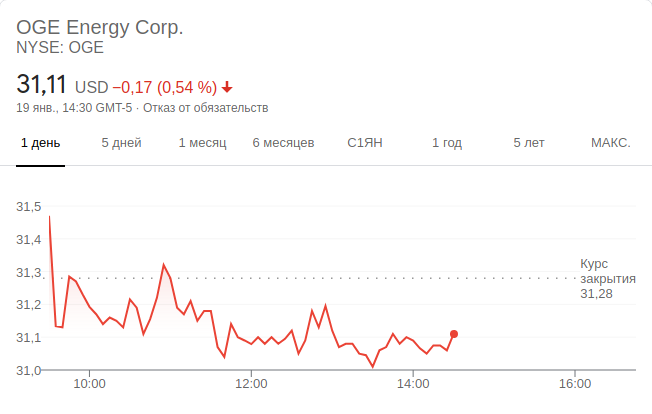 OGE Energy Corp.
NYSE: OGE
31,11 USD −0,17 (0,54 %)
19 янв., 14:30 GMT-5 · Отказ от обязательств
1 день 5 дней 1 месяц 6 месяцев С1ЯН 1 год 5 лет МАКС.
31,5
31,4
31,3
31,2
31,1
31,0
Курс
закрытия
31,28
10:00 12:00 14:00 16:00